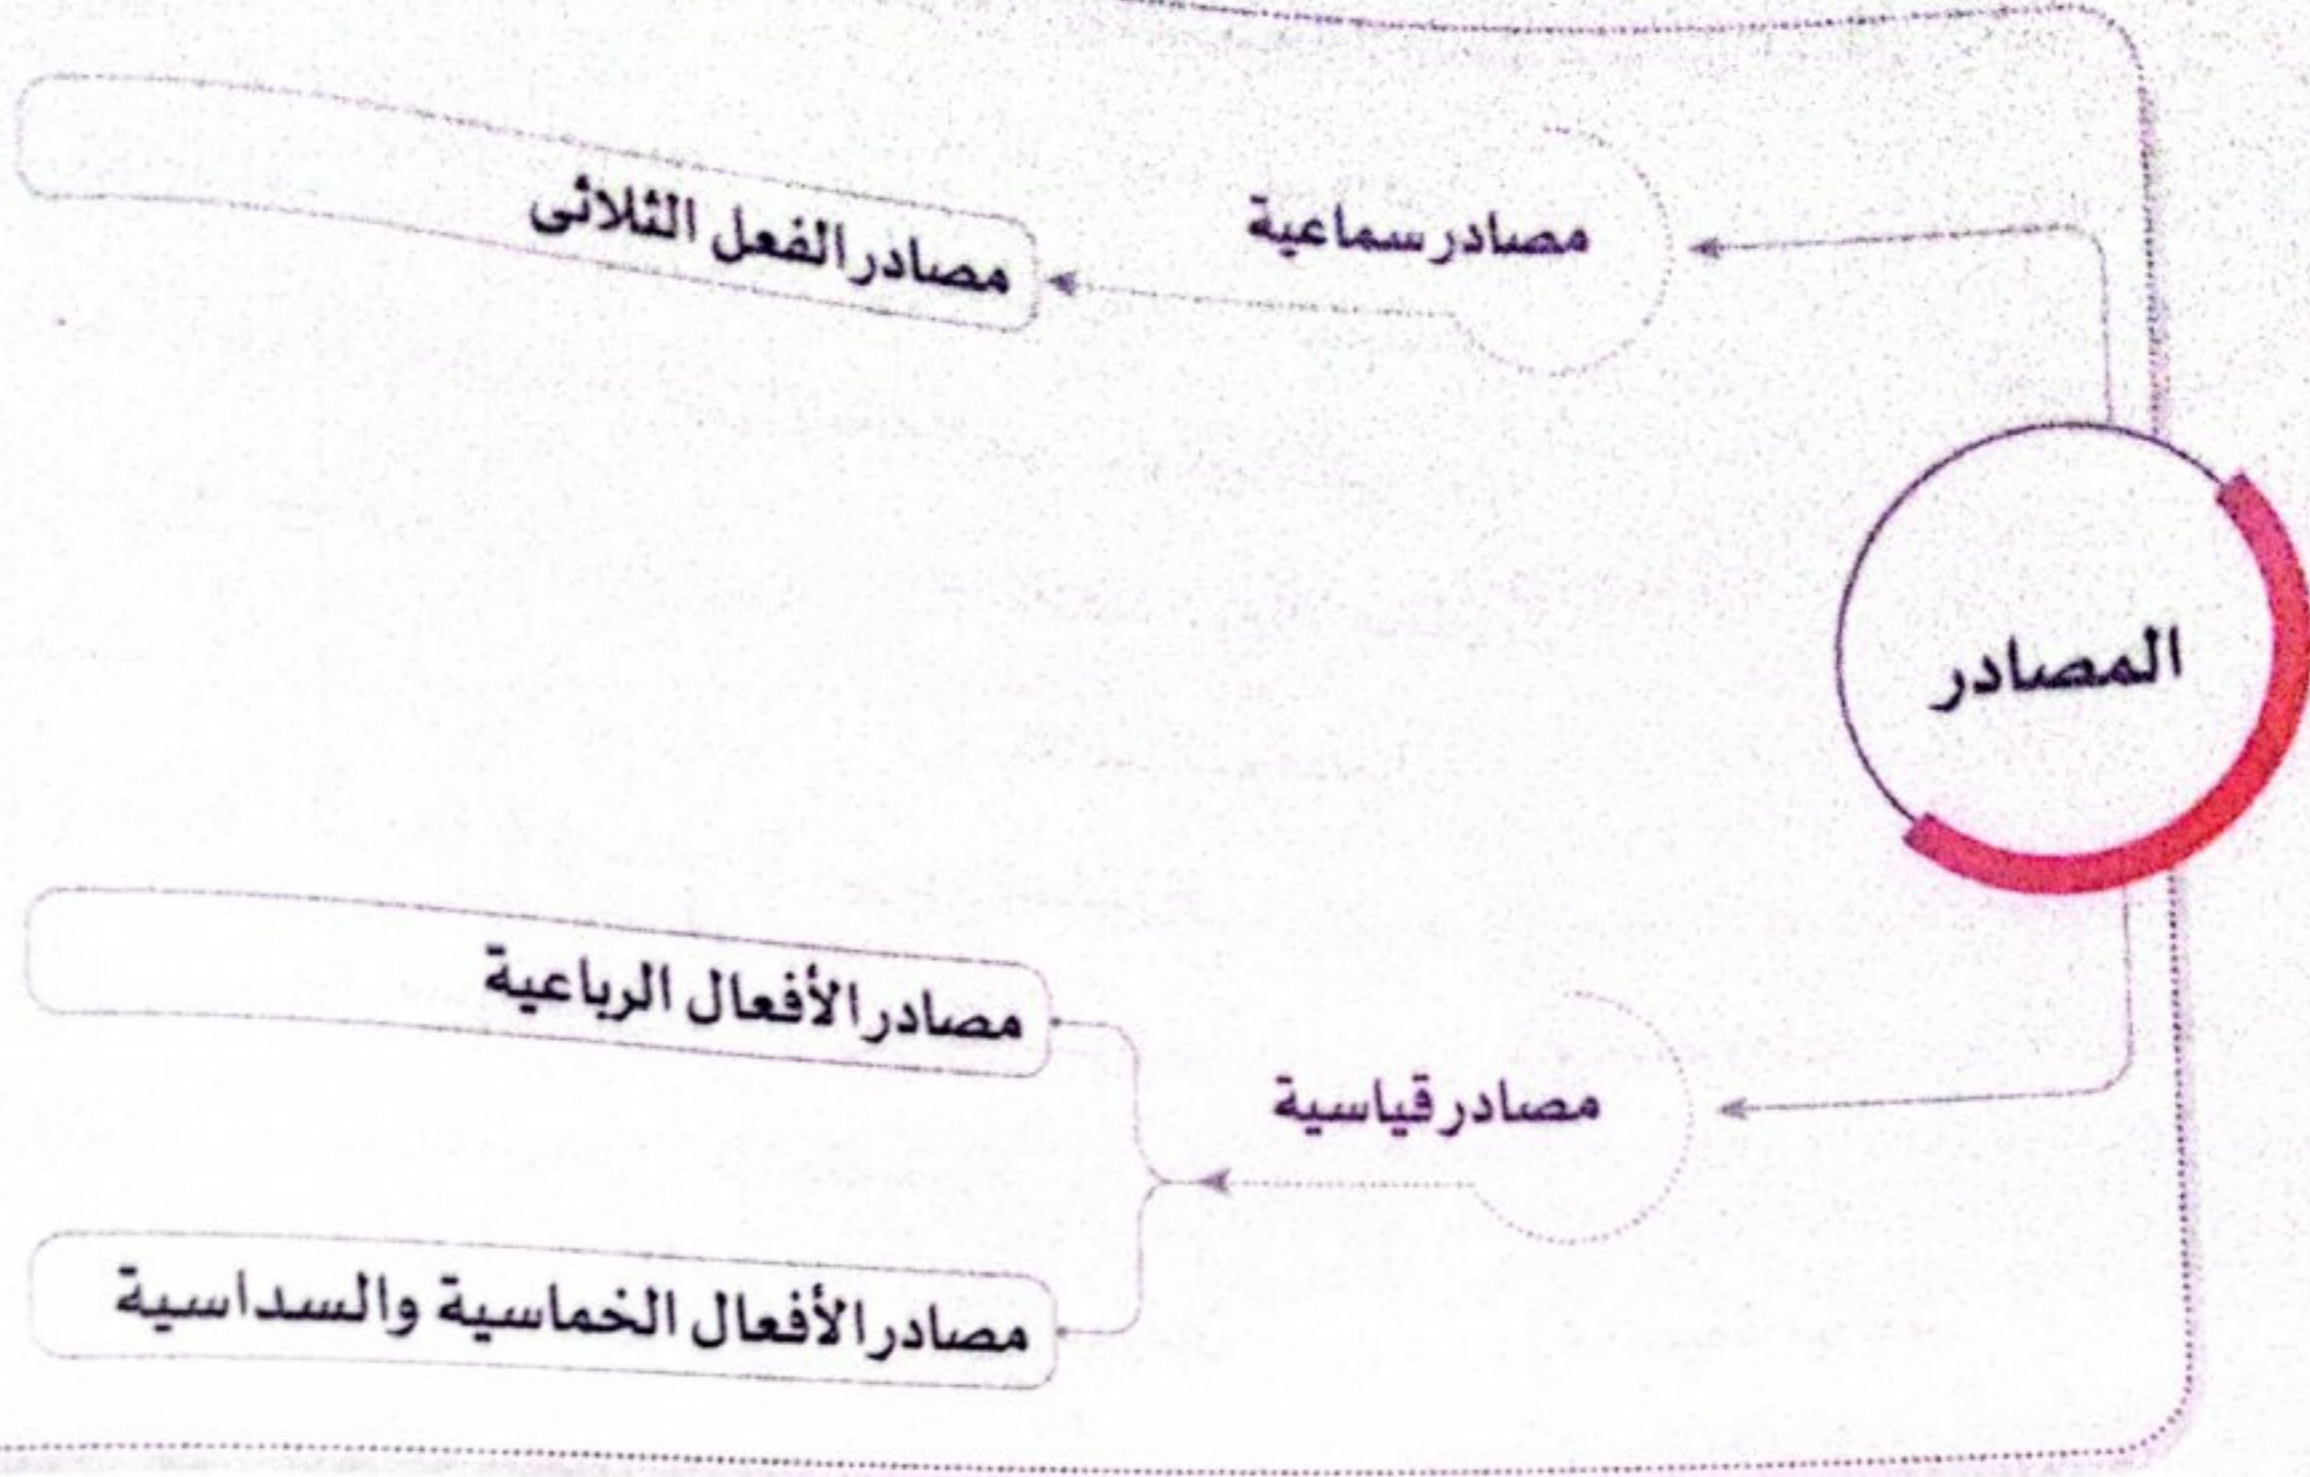 المصادر
مصادر سماعية
مصادر الفعل الثلاثى
مصادر قياسية
مصادر الأفعال الرباعية
مصادر الأفعال الخماسية والسداسية